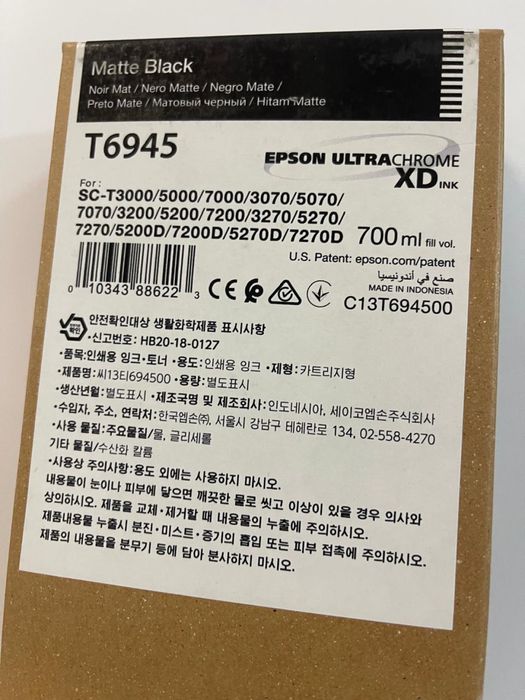 Matte Black
Noir Mat / Nero Matte / Negro Mate /
Preto Mate / Матовый черный / Hitam Matte
T6945
EPSON ULTRACHROME
XD INK
For :
SC-T3000/5000/7000/3070/5070/
7070/3200/5200/7200/3270/5270/
7270/5200D/7200D/5270D/7270D
700 ml fill vol.
U.S. Patent: epson.com/patent
صنع في أندونيسيا
MADE IN INDONESIA
0 10343 88622 3
CE EAC
C13T694500
안전확인대상 생활화학제품 표시사항
•신고번호: HB20-18-0127
•품목:인쇄용 잉크•토너 •용도:인쇄용 잉크 •제형:카트리지형
•제품명:씨13티694500 •용량:별도표시
•생산년월:별도표시 •제조국명 및 제조회사:인도네시아, 세이코엡손주식회사
•수입자, 주소, 연락처:한국엡손㈜, 서울시 강남구 테헤란로 134, 02-558-4270
•사용 물질:주요물질/물, 글리세롤
기타 물질/수산화 칼륨
•사용상 주의사항:용도 외에는 사용하지 마시오.
내용물이 눈이나 피부에 닿으면 깨끗한 물로 씻고 이상이 있을 경우 의사와
상의하시오. 제품을 교체•제거할 때 내용물의 누출에 주의하시오.
제품내용물 누출시 분진•미스트•증기의 흡입 또는 피부 접촉에 주의하시오.
제품의 내용물을 분무기 등에 담아 분사하지 마시오.